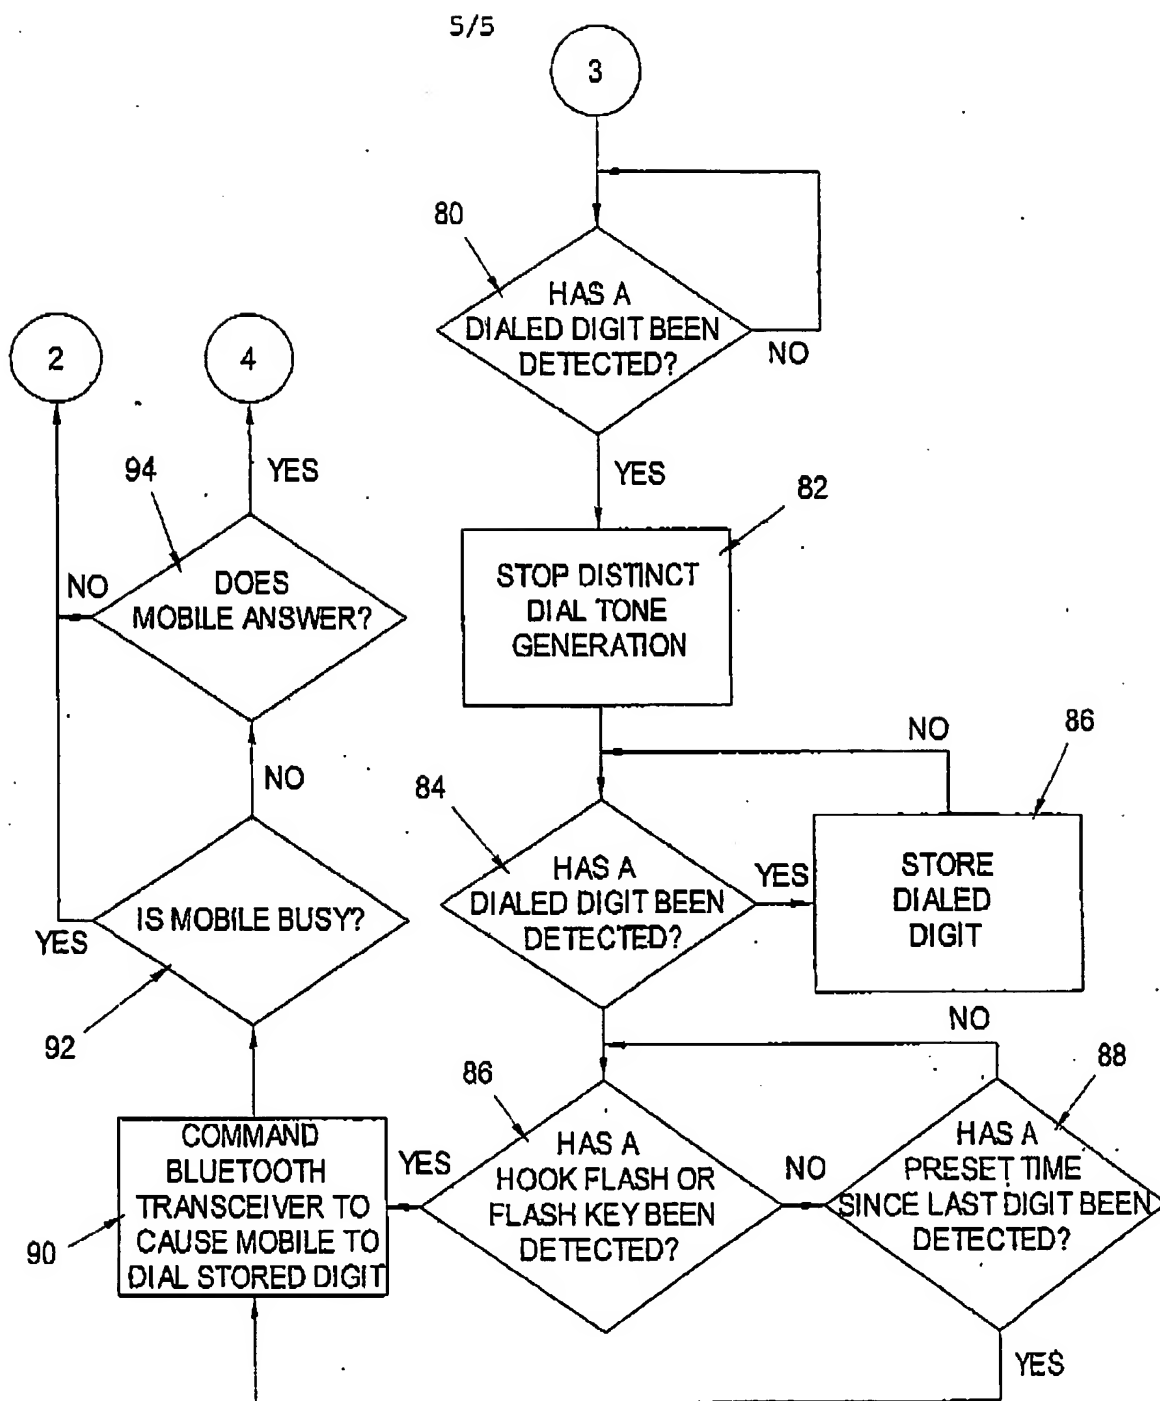 5/5
3
80
HAS A
DIALED DIGIT BEEN
DETECTED?
NO
2
4
YES
94
YES
82
STOP DISTINCT
DIAL TONE
GENERATION
NO
DOES
MOBILE ANSWER?
NO
86
NO
84
HAS A
DIALED DIGIT BEEN
DETECTED?
YES
STORE
DIALED
DIGIT
IS MOBILE BUSY?
YES
92
NO
86
88
HAS A
HOOK FLASH OR
FLASH KEY BEEN
DETECTED?
YES
NO
HAS A
PRESET TIME
SINCE LAST DIGIT BEEN
DETECTED?
COMMAND
BLUETOOTH
TRANSCEIVER TO
CAUSE MOBILE TO
DIAL STORED DIGIT
90
YES